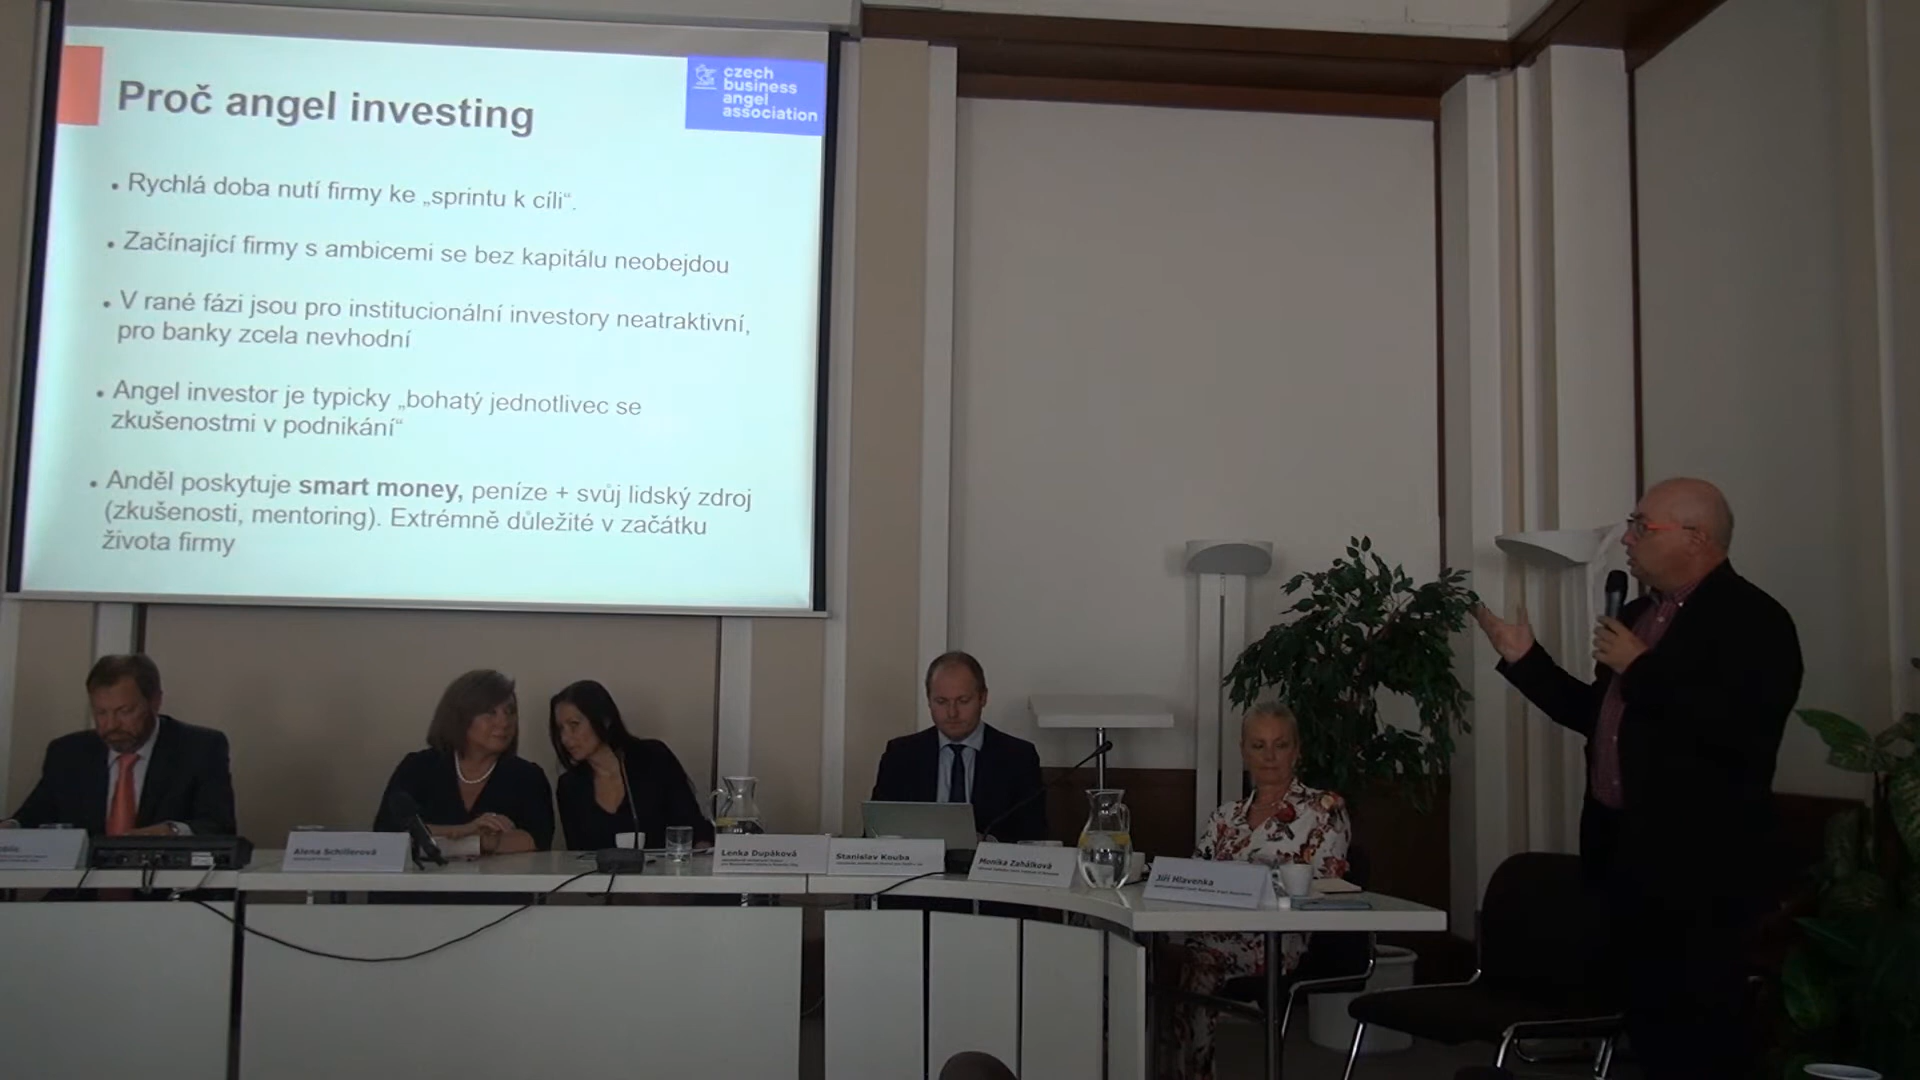 Proč angel investing
czech
business
angel
association
• Rychlá doba nutí firmy ke „sprintu k cíli“.
• Začínající firmy s ambicemi se bez kapitálu neobejdou
• V rané fázi jsou pro institucionální investory neatraktivní,
pro banky zcela nevhodní
• Angel investor je typicky „bohatý jednotlivec se
zkušenostmi v podnikání“
• Anděl poskytuje smart money, peníze + svůj lidský zdroj
(zkušenosti, mentoring). Extrémně důležité v začátku
života firmy
Alena Schillerová
Lenka Dupáková
Stanislav Kouba
Monika Zahálková
Jiří Hlavenka